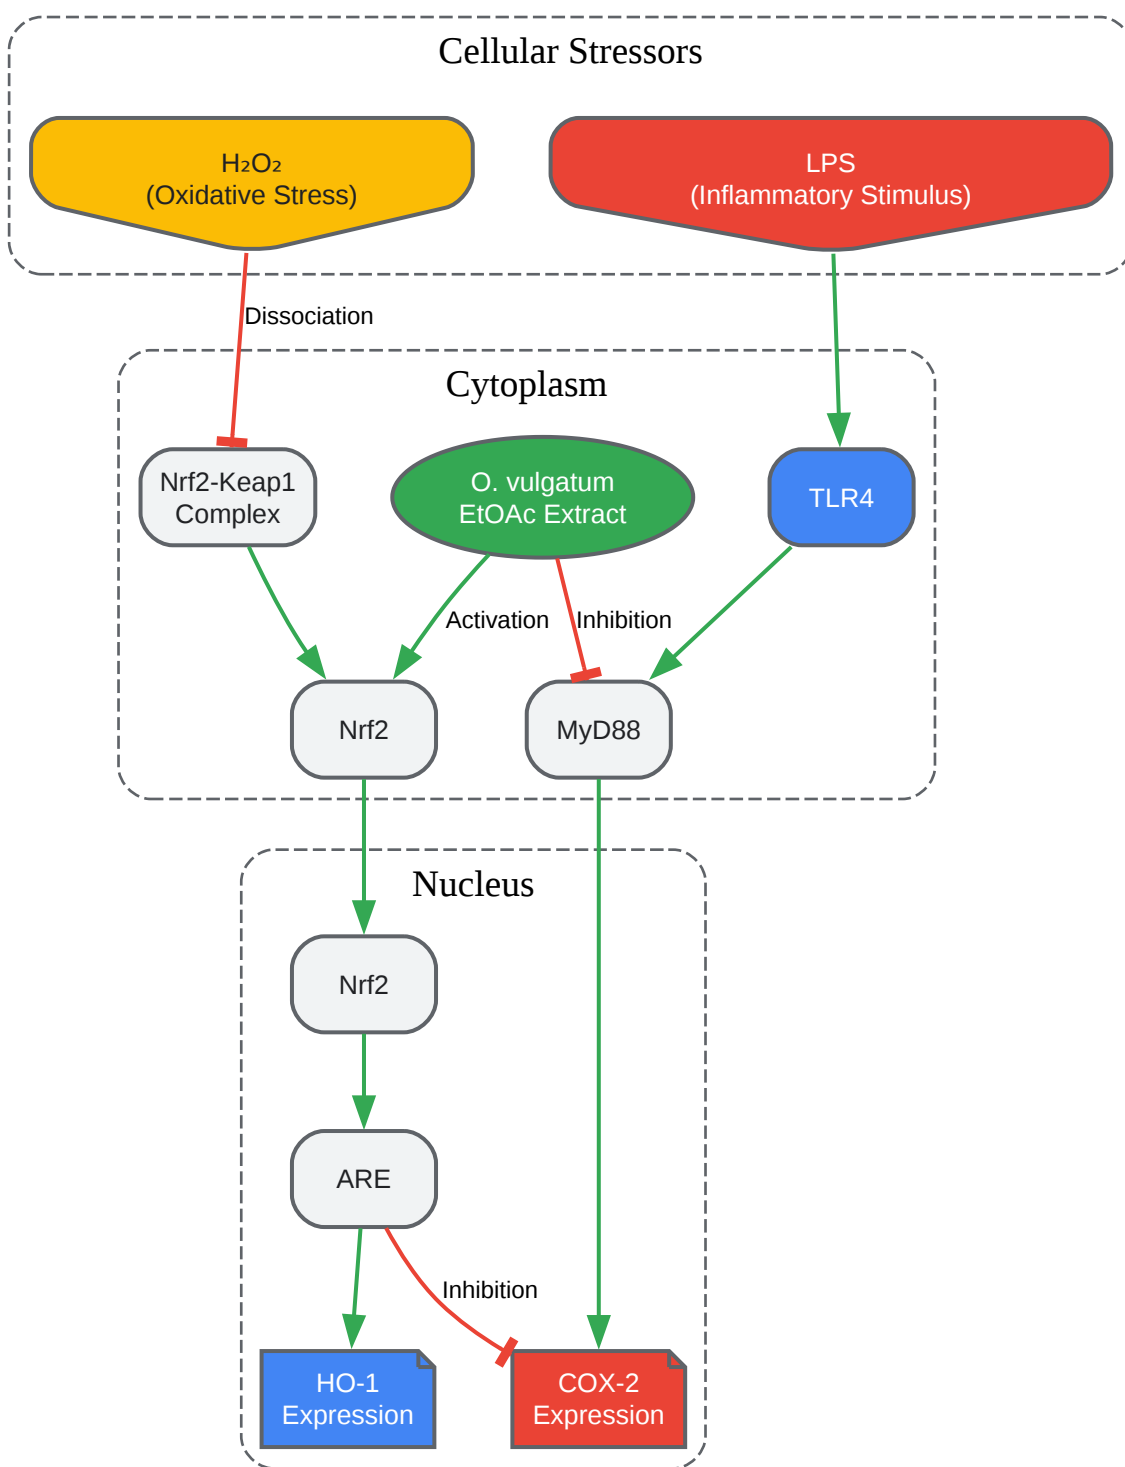 Cellular Stressors
H₂O₂
(Oxidative Stress)
LPS
(Inflammatory Stimulus)
Dissociation
Cytoplasm
Nrf2-Keap1
Complex
O. vulgatum
EtOAc Extract
TLR4
Activation
Inhibition
Nrf2
MyD88
Nucleus
Nrf2
ARE
Inhibition
HO-1
Expression
COX-2
Expression